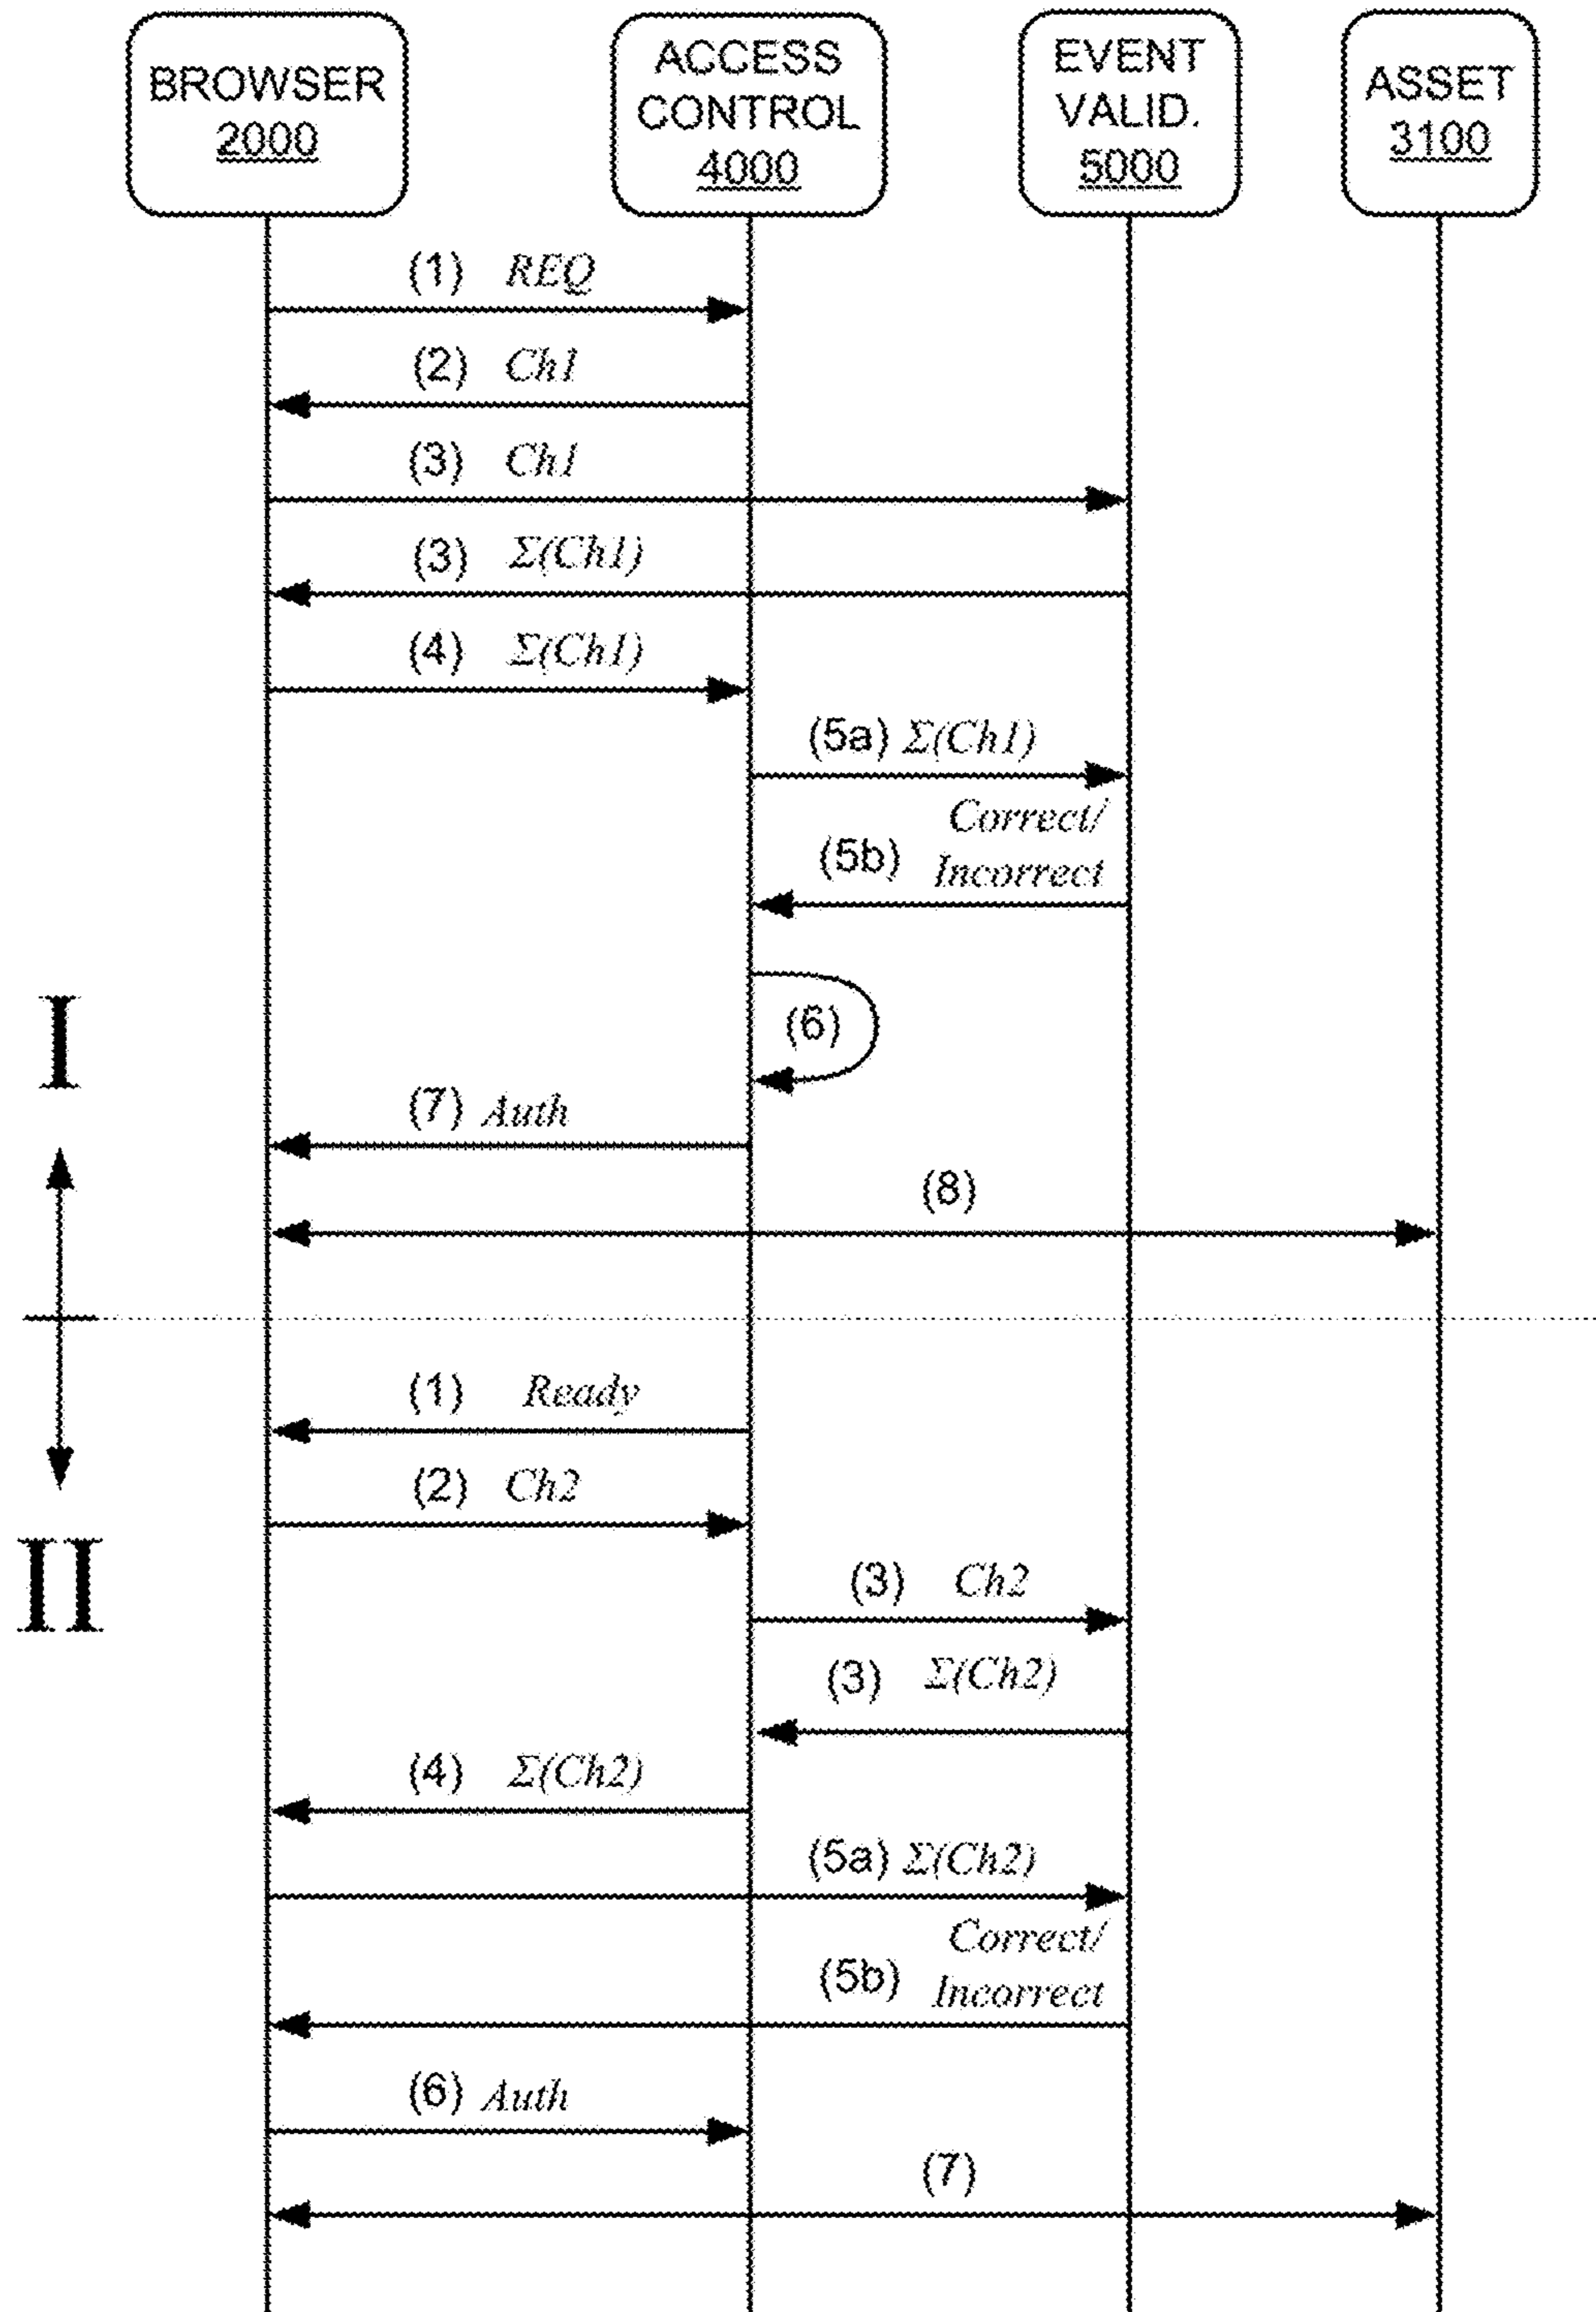 BROWSER
2000
ACCESS
CONTROL
4000
EVENT
VALID.
5000
ASSET
3100
(1) REQ
(2) Ch1
(3) Ch1
(3) Σ(Ch1)
(4) Σ(Ch1)
(5a) Σ(Ch1)
Correct/
(5b) Incorrect
(6)
I
(7) Auth
(8)
(1) Ready
(2) Ch2
II
(3) Ch2
(3) Σ(Ch2)
(4) Σ(Ch2)
(5a) Σ(Ch2)
Correct/
(5b) Incorrect
(6) Auth
(7)